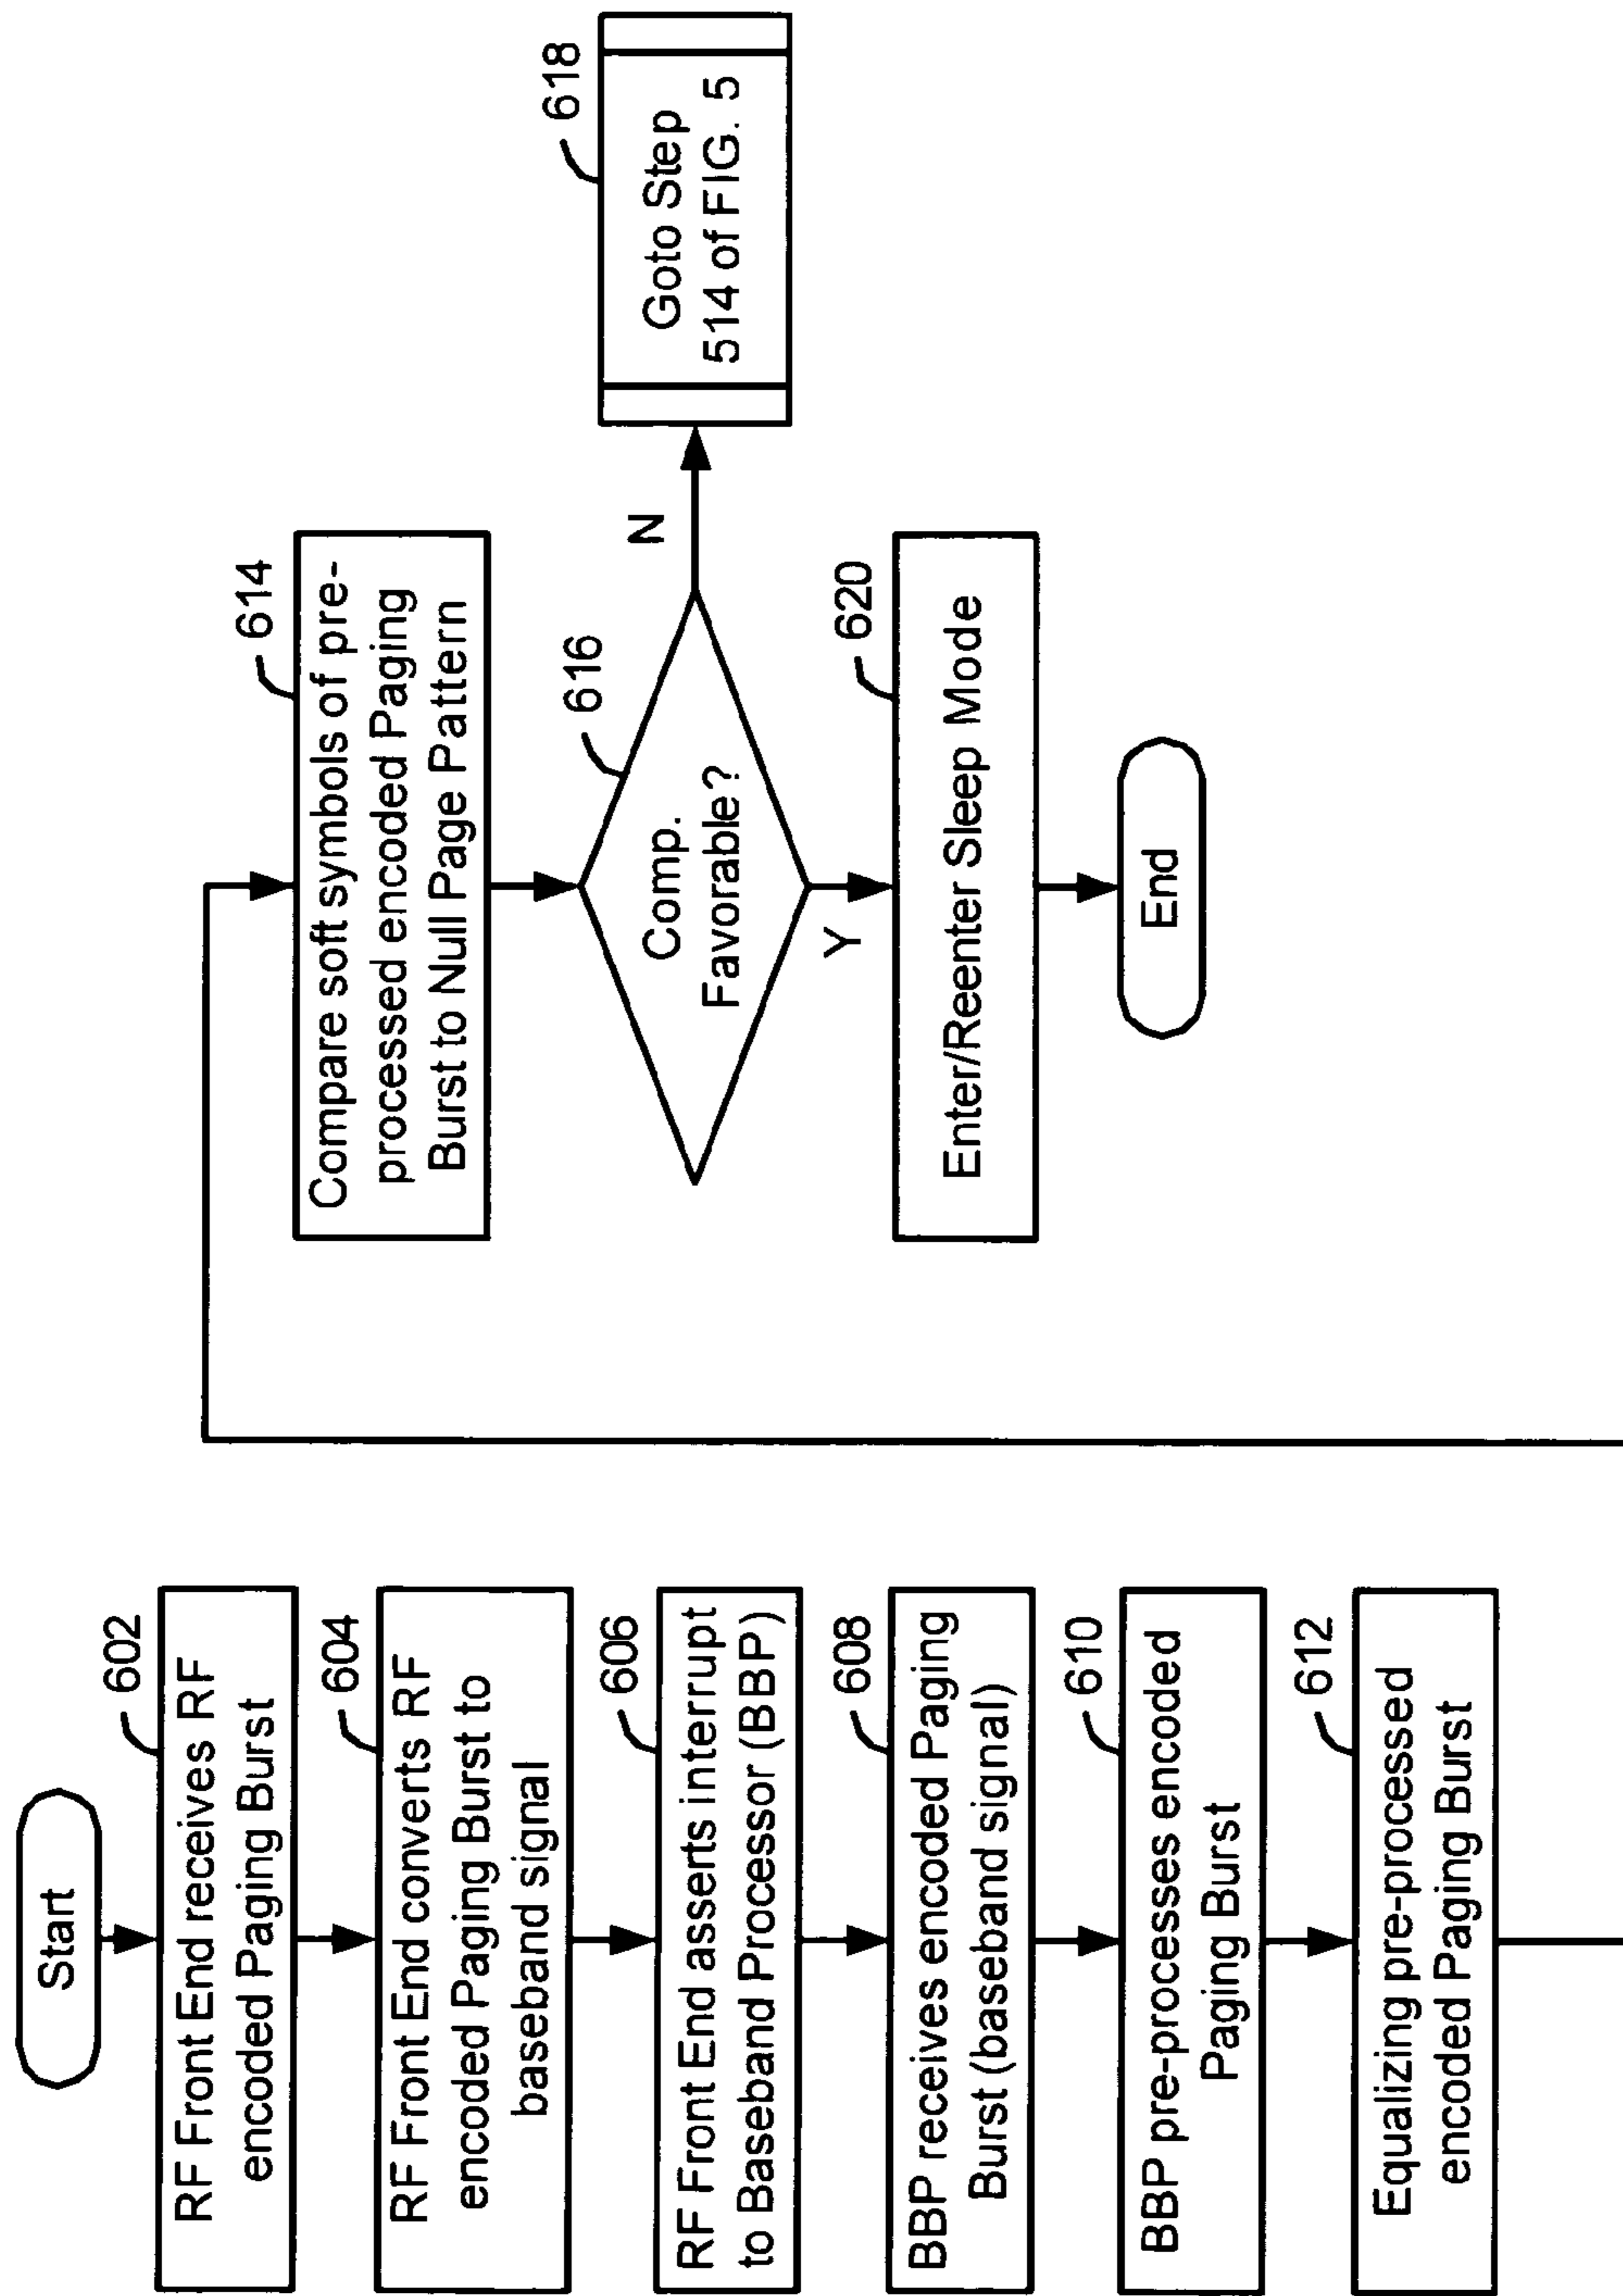 Start
602
RF Front End receives RF
encoded Paging Burst
604
RF Front End converts RF
encoded Paging Burst to
baseband signal
606
RF Front End asserts interrupt
to Baseband Processor (BBP)
608
BBP receives encoded Paging
Burst (baseband signal)
610
BBP pre-processes encoded
Paging Burst
612
Equalizing pre-processed
encoded Paging Burst
614
Compare soft symbols of pre-
processed encoded Paging
Burst to Null Page Pattern
616
Comp.
Favorable?
N
618
Goto Step
514 of FIG. 5
Y
620
Enter/Reenter Sleep Mode
End